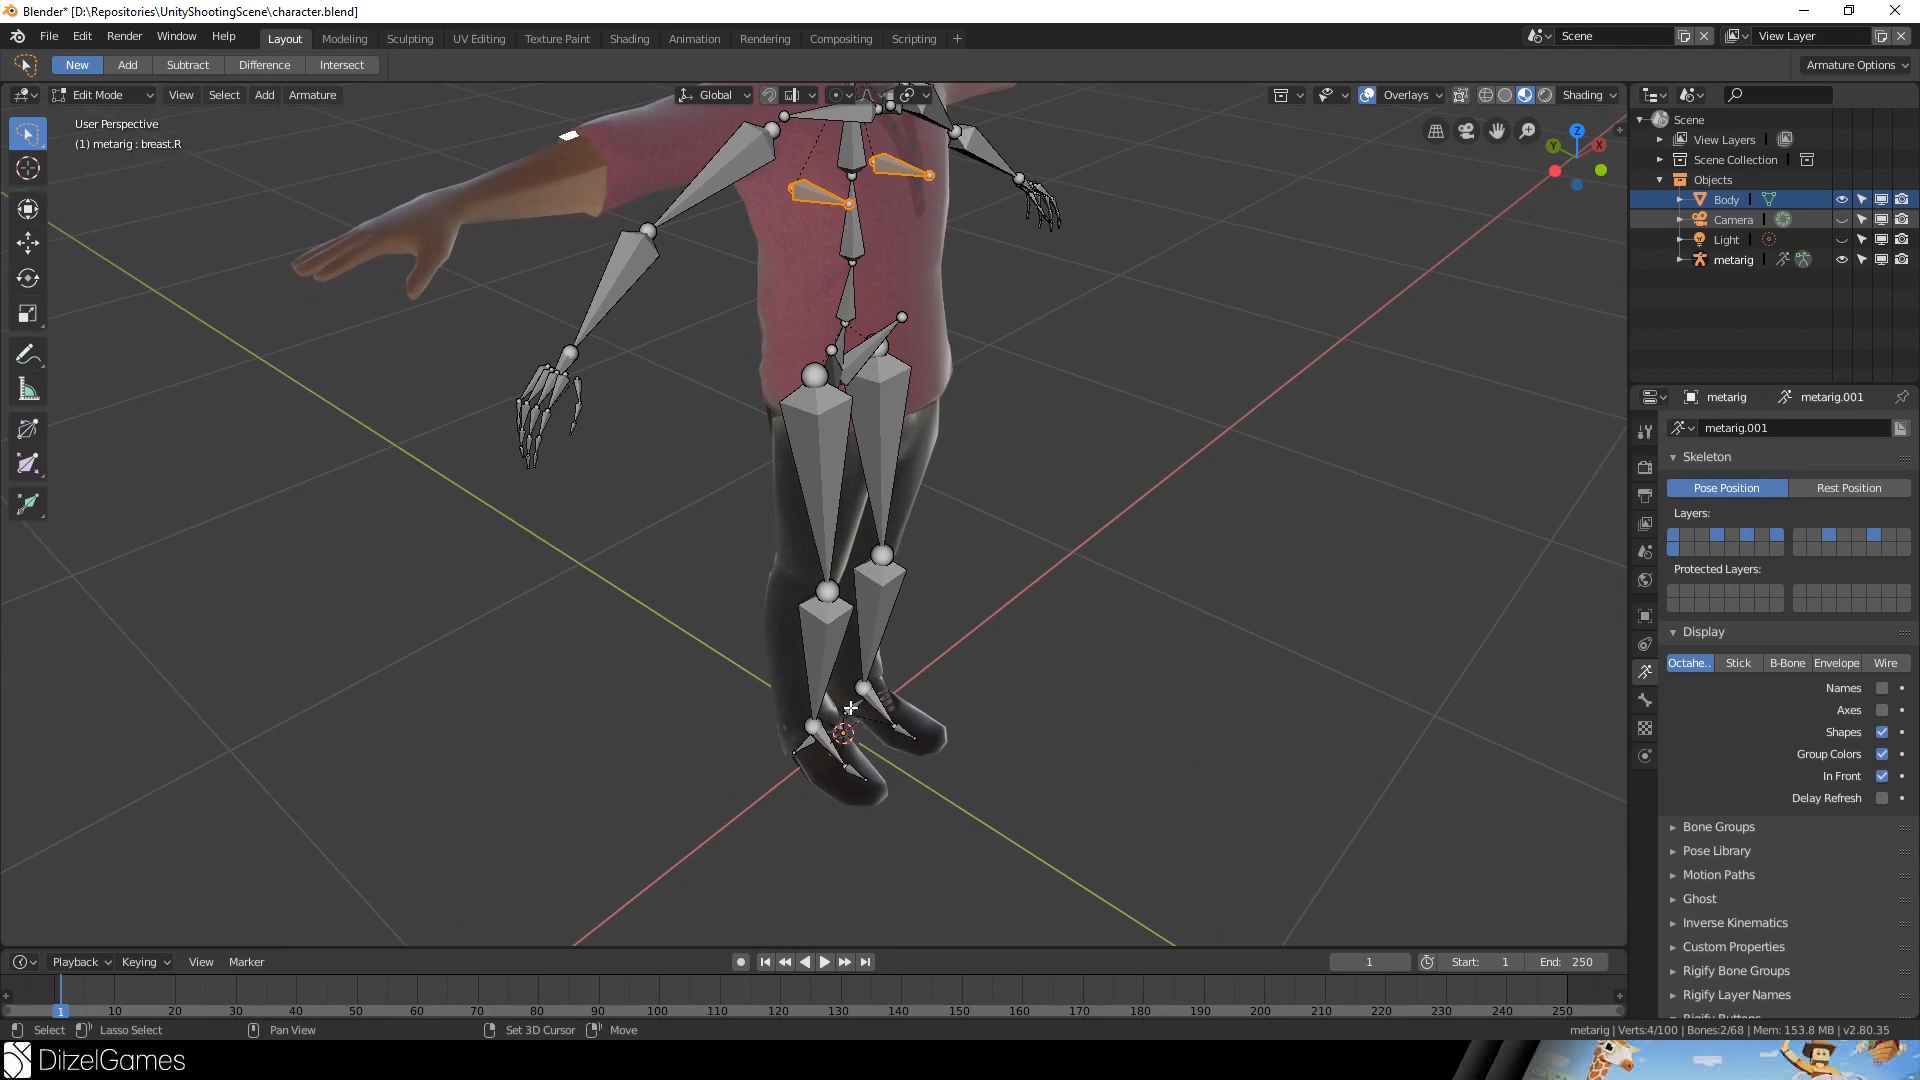 Blender* [D:\Repositories\UnityShootingScene\character.blend]
File Edit Render Window Help Layout Modeling Sculpting UV Editing Texture Paint Shading Animation Rendering Compositing Scripting Scene View Layer
New Add Subtract Difference Intersect Armature Options
Edit Mode View Select Add Armature Global Overlays Shading
User Perspective
(1) metarig : breast.R
Z
Y
X
Scene
View Layers
Scene Collection
Objects
Body
Camera
Light
metarig
metarig metarig.001
metarig.001
Skeleton
Pose Position Rest Position
Layers:
Protected Layers:
Display
Octahe.. Stick B-Bone Envelope Wire
Names
Axes
Shapes
Group Colors
In Front
Delay Refresh
Bone Groups
Pose Library
Motion Paths
Ghost
Inverse Kinematics
Custom Properties
Rigify Bone Groups
Rigify Layer Names
Playback Keying View Marker 1 Start: 1 End: 250
1 10 20 30 40 50 60 70 80 90 100 110 120 130 140 150 160 170 180 190 200 210 220 230 240 250
Select Lasso Select Pan View Set 3D Cursor Move metarig | Verts:4/100 | Bones:2/68 | Mem: 153.8 MB | v2.80.35
DitzelGames